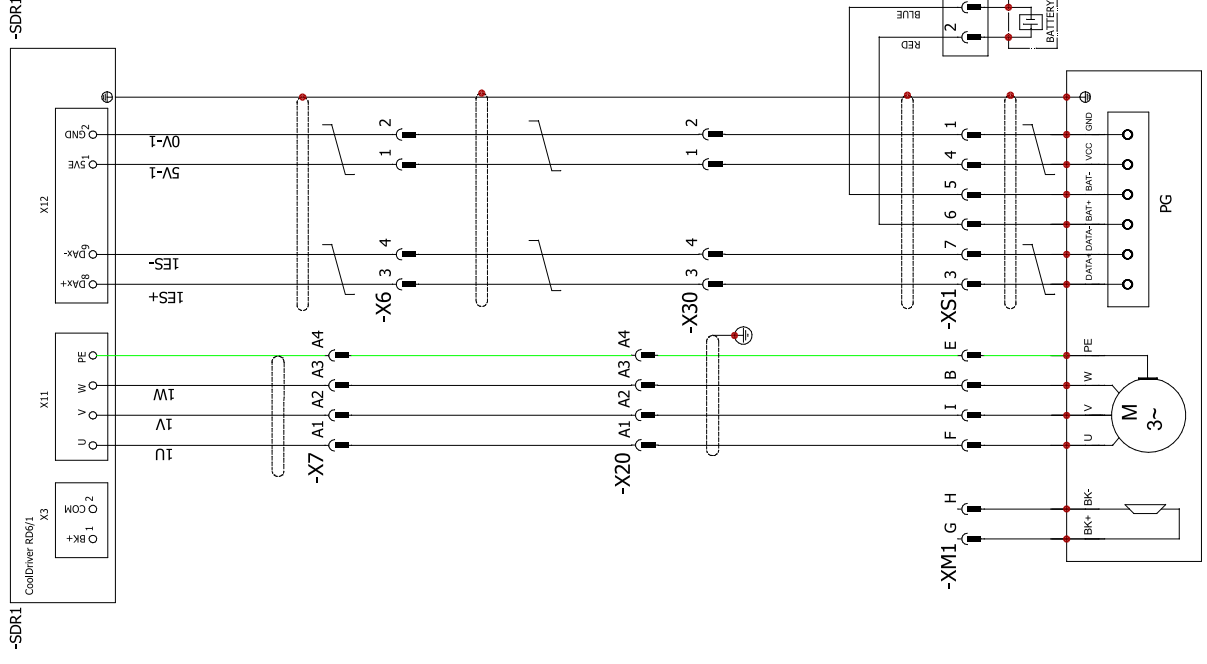 -SDR1
BLUE
RED
2
BATTERY
GND 2
5VE 1
X12
DAx- 9
DAx+ 8
0V-1
5V-1
1ES-
1ES+
2
1
4
3
-X6
2
1
4
3
-X30
1
4
5
6
7
3
-XS1
GND
VCC
BAT-
BAT+
DATA-
DATA+
PG
X11
PE
W
V
U
1W
1V
1U
A4
A3
A2
A1
-X7
A4
A3
A2
A1
-X20
E
B
I
F
PE
W
V
U
M
3~
X3
COM 2
BK+ 1
CoolDriver RD6/1
H
G
-XM1
BK-
BK+
-SDR1